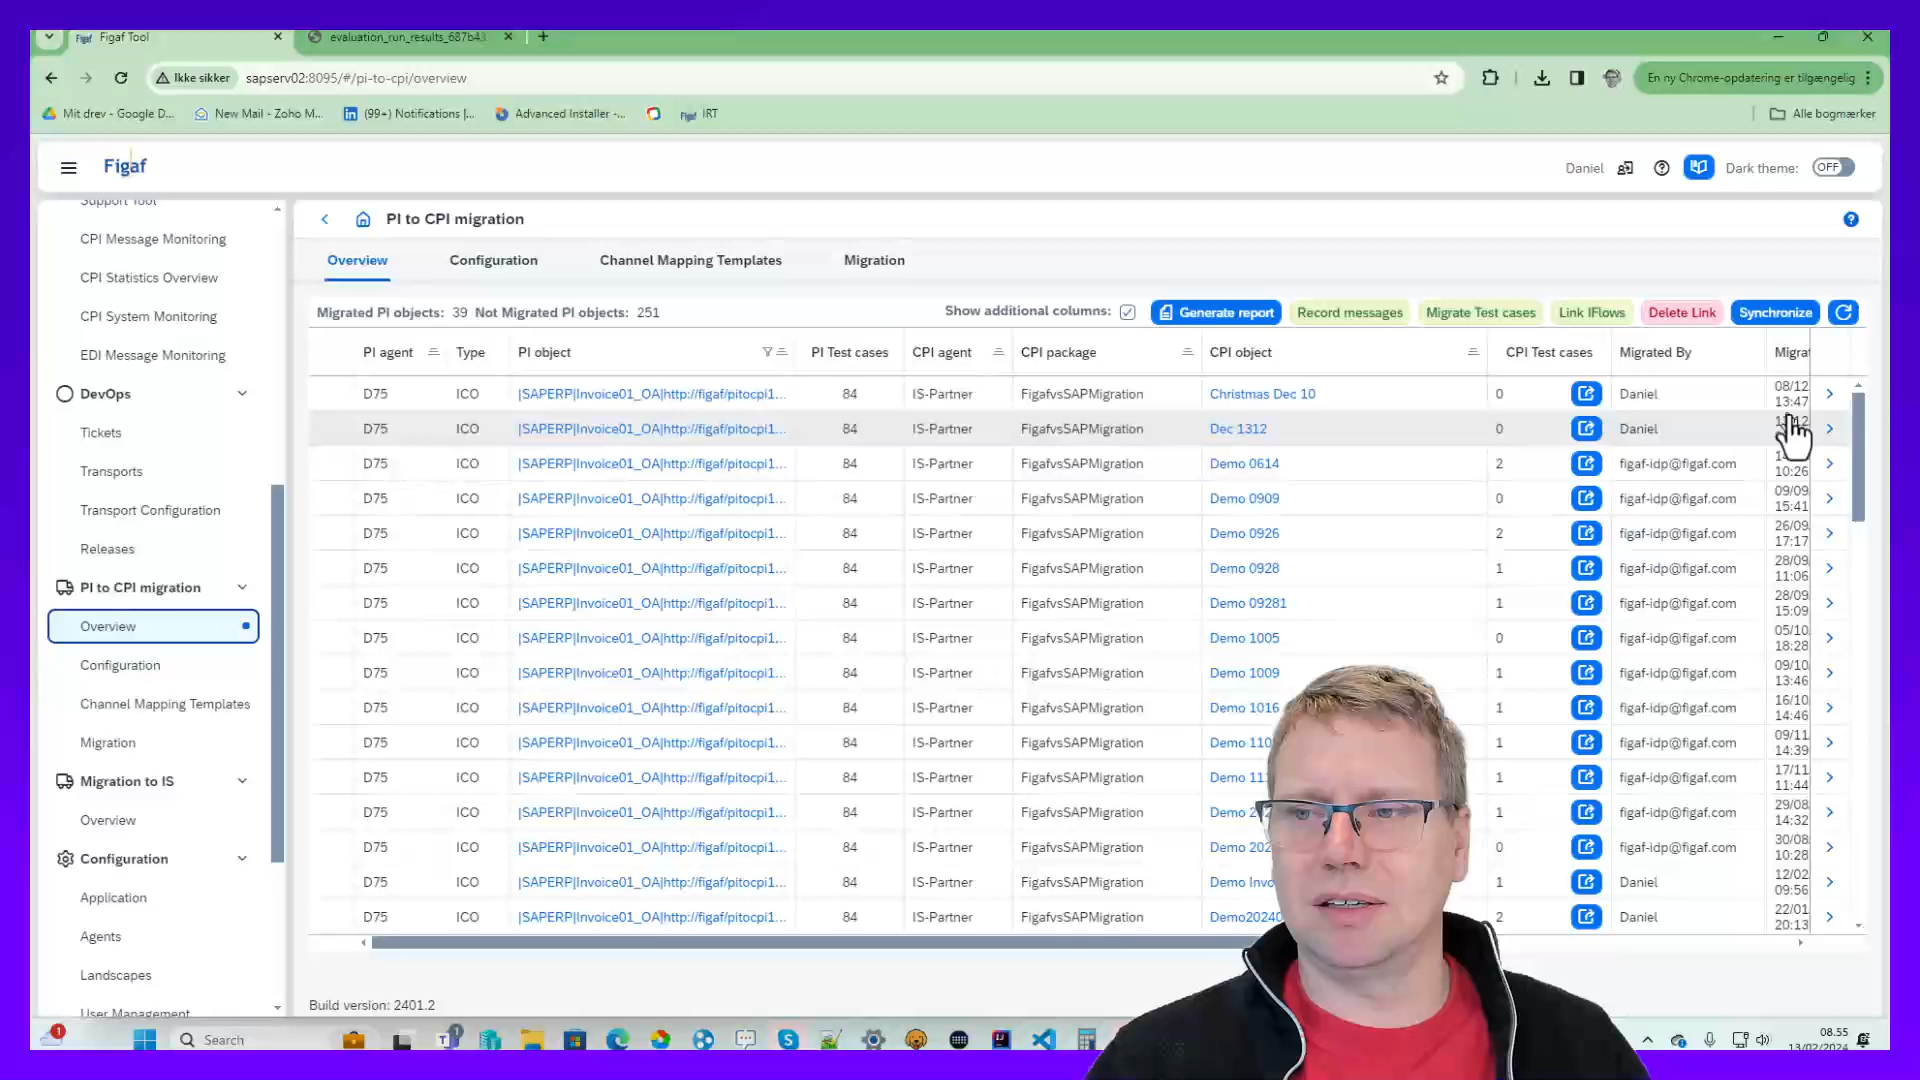 Figaf Tool
evaluation_run_results_687b43
Ikke sikker
sapserv02:8095/#/pi-to-cpi/overview
En ny Chrome-opdatering er tilgængelig
Mit drev - Google D...
New Mail - Zoho M...
(99+) Notifications |...
Advanced Installer -...
Figaf IRT
Alle bogmærker
Figaf
Daniel
Dark theme: OFF
Support Tool
CPI Message Monitoring
CPI Statistics Overview
CPI System Monitoring
EDI Message Monitoring
DevOps
Tickets
Transports
Transport Configuration
Releases
PI to CPI migration
Overview
Configuration
Channel Mapping Templates
Migration
Migration to IS
Overview
Configuration
Application
Agents
Landscapes
User Management
PI to CPI migration
Overview Configuration Channel Mapping Templates Migration
Migrated PI objects: 39 Not Migrated PI objects: 251
Show additional columns: Generate report Record messages Migrate Test cases Link IFlows Delete Link Synchronize
PI agent Type PI object PI Test cases CPI agent CPI package CPI object CPI Test cases Migrated By Migrat
D75 ICO |SAPERP|Invoice01_OA|http://figaf/pitocpi1... 84 IS-Partner FigafvsSAPMigration Christmas Dec 10 0 Daniel 08/12 13:47
D75 ICO |SAPERP|Invoice01_OA|http://figaf/pitocpi1... 84 IS-Partner FigafvsSAPMigration Dec 1312 0 Daniel
D75 ICO |SAPERP|Invoice01_OA|http://figaf/pitocpi1... 84 IS-Partner FigafvsSAPMigration Demo 0614 2 figaf-idp@figaf.com 10:26
D75 ICO |SAPERP|Invoice01_OA|http://figaf/pitocpi1... 84 IS-Partner FigafvsSAPMigration Demo 0909 0 figaf-idp@figaf.com 09/09 15:41
D75 ICO |SAPERP|Invoice01_OA|http://figaf/pitocpi1... 84 IS-Partner FigafvsSAPMigration Demo 0926 2 figaf-idp@figaf.com 26/09 17:17
D75 ICO |SAPERP|Invoice01_OA|http://figaf/pitocpi1... 84 IS-Partner FigafvsSAPMigration Demo 0928 1 figaf-idp@figaf.com 28/09 11:06
D75 ICO |SAPERP|Invoice01_OA|http://figaf/pitocpi1... 84 IS-Partner FigafvsSAPMigration Demo 09281 1 figaf-idp@figaf.com 28/09 15:09
D75 ICO |SAPERP|Invoice01_OA|http://figaf/pitocpi1... 84 IS-Partner FigafvsSAPMigration Demo 1005 0 figaf-idp@figaf.com 05/10 18:28
D75 ICO |SAPERP|Invoice01_OA|http://figaf/pitocpi1... 84 IS-Partner FigafvsSAPMigration Demo 1009 1 figaf-idp@figaf.com 09/10 13:46
D75 ICO |SAPERP|Invoice01_OA|http://figaf/pitocpi1... 84 IS-Partner FigafvsSAPMigration Demo 1016 1 figaf-idp@figaf.com 16/10 14:46
D75 ICO |SAPERP|Invoice01_OA|http://figaf/pitocpi1... 84 IS-Partner FigafvsSAPMigration Demo 110 1 figaf-idp@figaf.com 09/11 14:39
D75 ICO |SAPERP|Invoice01_OA|http://figaf/pitocpi1... 84 IS-Partner FigafvsSAPMigration Demo 1 figaf-idp@figaf.com 17/11 11:44
D75 ICO |SAPERP|Invoice01_OA|http://figaf/pitocpi1... 84 IS-Partner FigafvsSAPMigration Demo 1 figaf-idp@figaf.com 29/08 14:32
D75 ICO |SAPERP|Invoice01_OA|http://figaf/pitocpi1... 84 IS-Partner FigafvsSAPMigration Demo 202 0 figaf-idp@figaf.com 30/08 10:28
D75 ICO |SAPERP|Invoice01_OA|http://figaf/pitocpi1... 84 IS-Partner FigafvsSAPMigration Demo Invo 1 Daniel 12/02 09:56
D75 ICO |SAPERP|Invoice01_OA|http://figaf/pitocpi1... 84 IS-Partner FigafvsSAPMigration Demo20240 2 Daniel 22/01 20:13
Build version: 2401.2
1
Search
1
08.55
13/02/2024